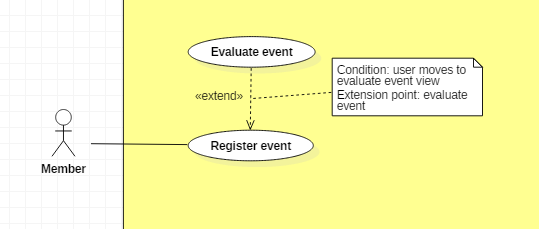 Evaluate event
Condition: user moves to
evaluate event view
Extension point: evaluate
event
«extend»
Register event
Member